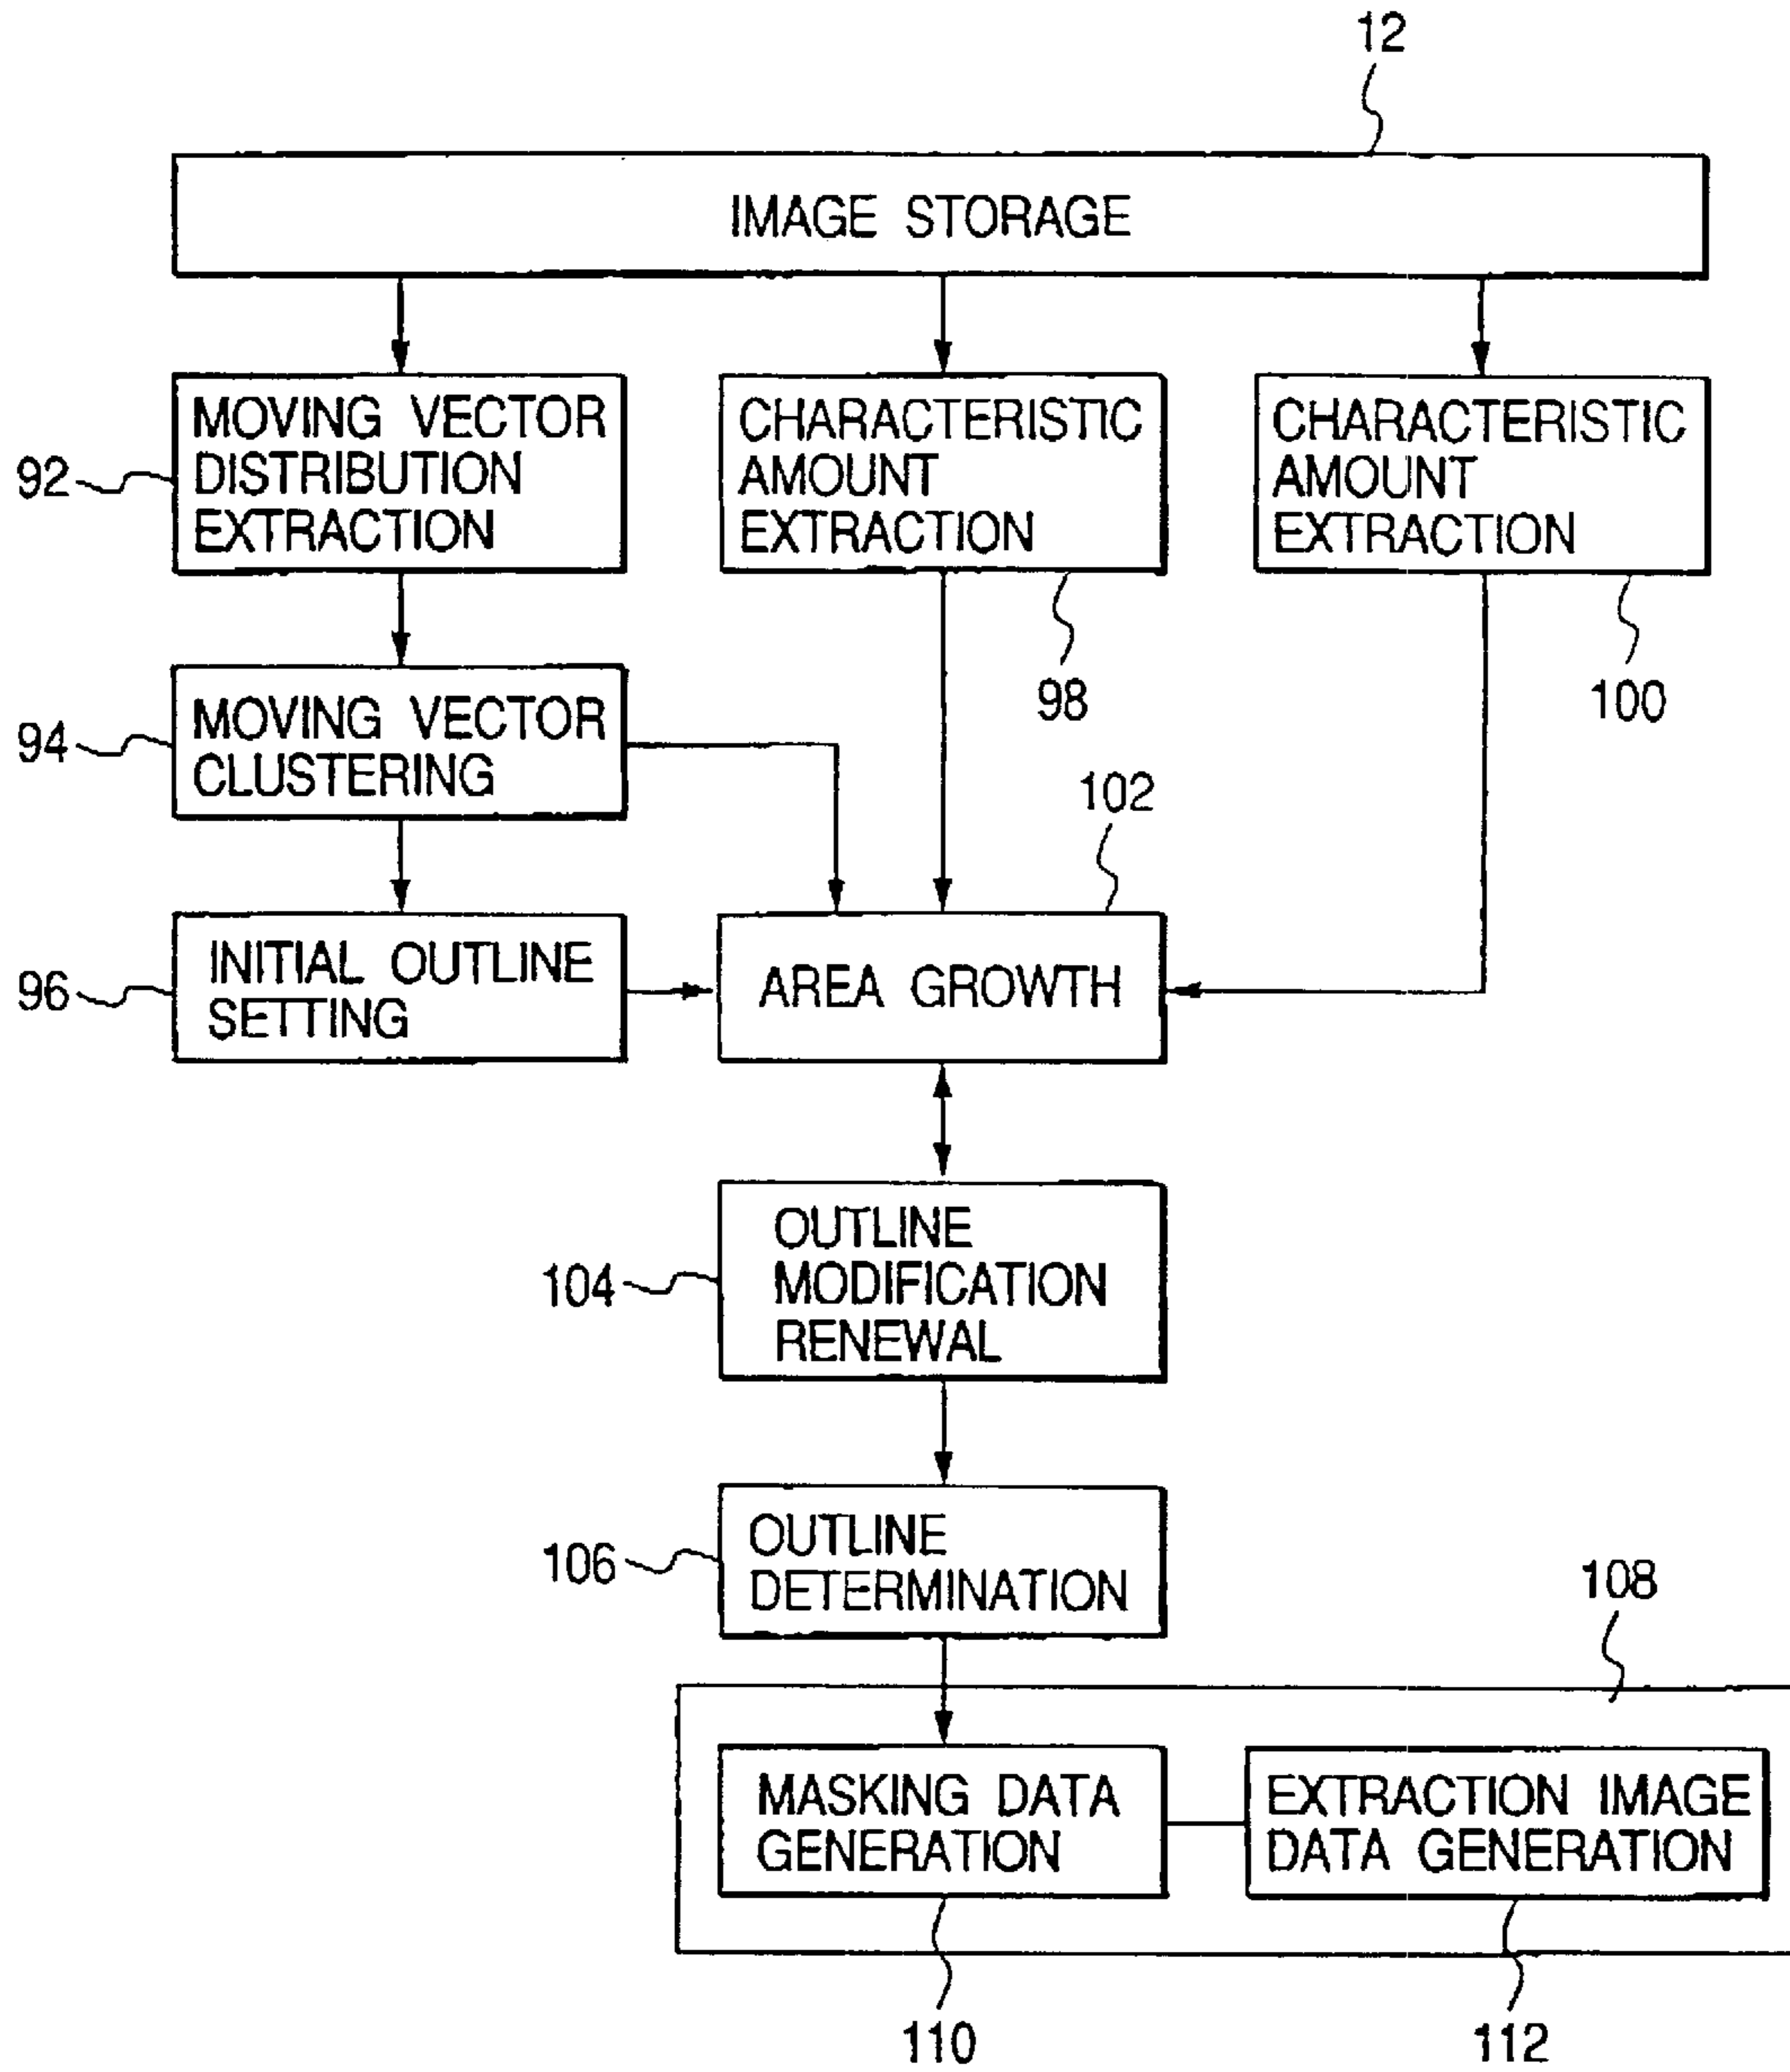 12
IMAGE STORAGE
MOVING VECTOR
DISTRIBUTION
EXTRACTION
92
CHARACTERISTIC
AMOUNT
EXTRACTION
98
CHARACTERISTIC
AMOUNT
EXTRACTION
100
MOVING VECTOR
CLUSTERING
94
102
INITIAL OUTLINE
SETTING
96
AREA GROWTH
OUTLINE
MODIFICATION
RENEWAL
104
OUTLINE
DETERMINATION
106
108
MASKING DATA
GENERATION
EXTRACTION IMAGE
DATA GENERATION
110
112